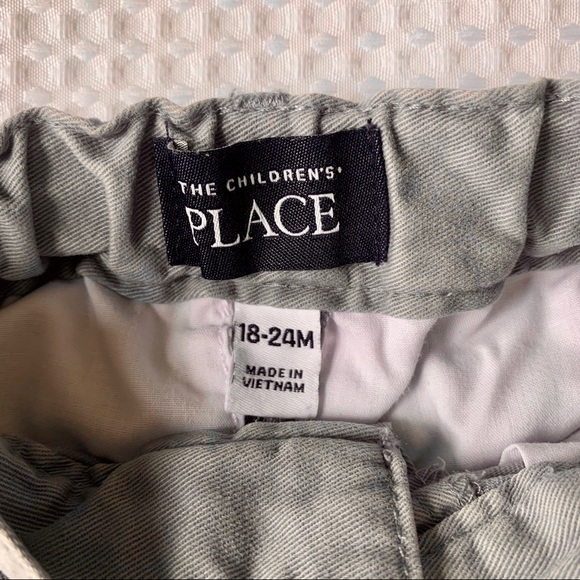 THE CHILDREN'S
PLACE
18-24M
MADE IN
VIETNAM